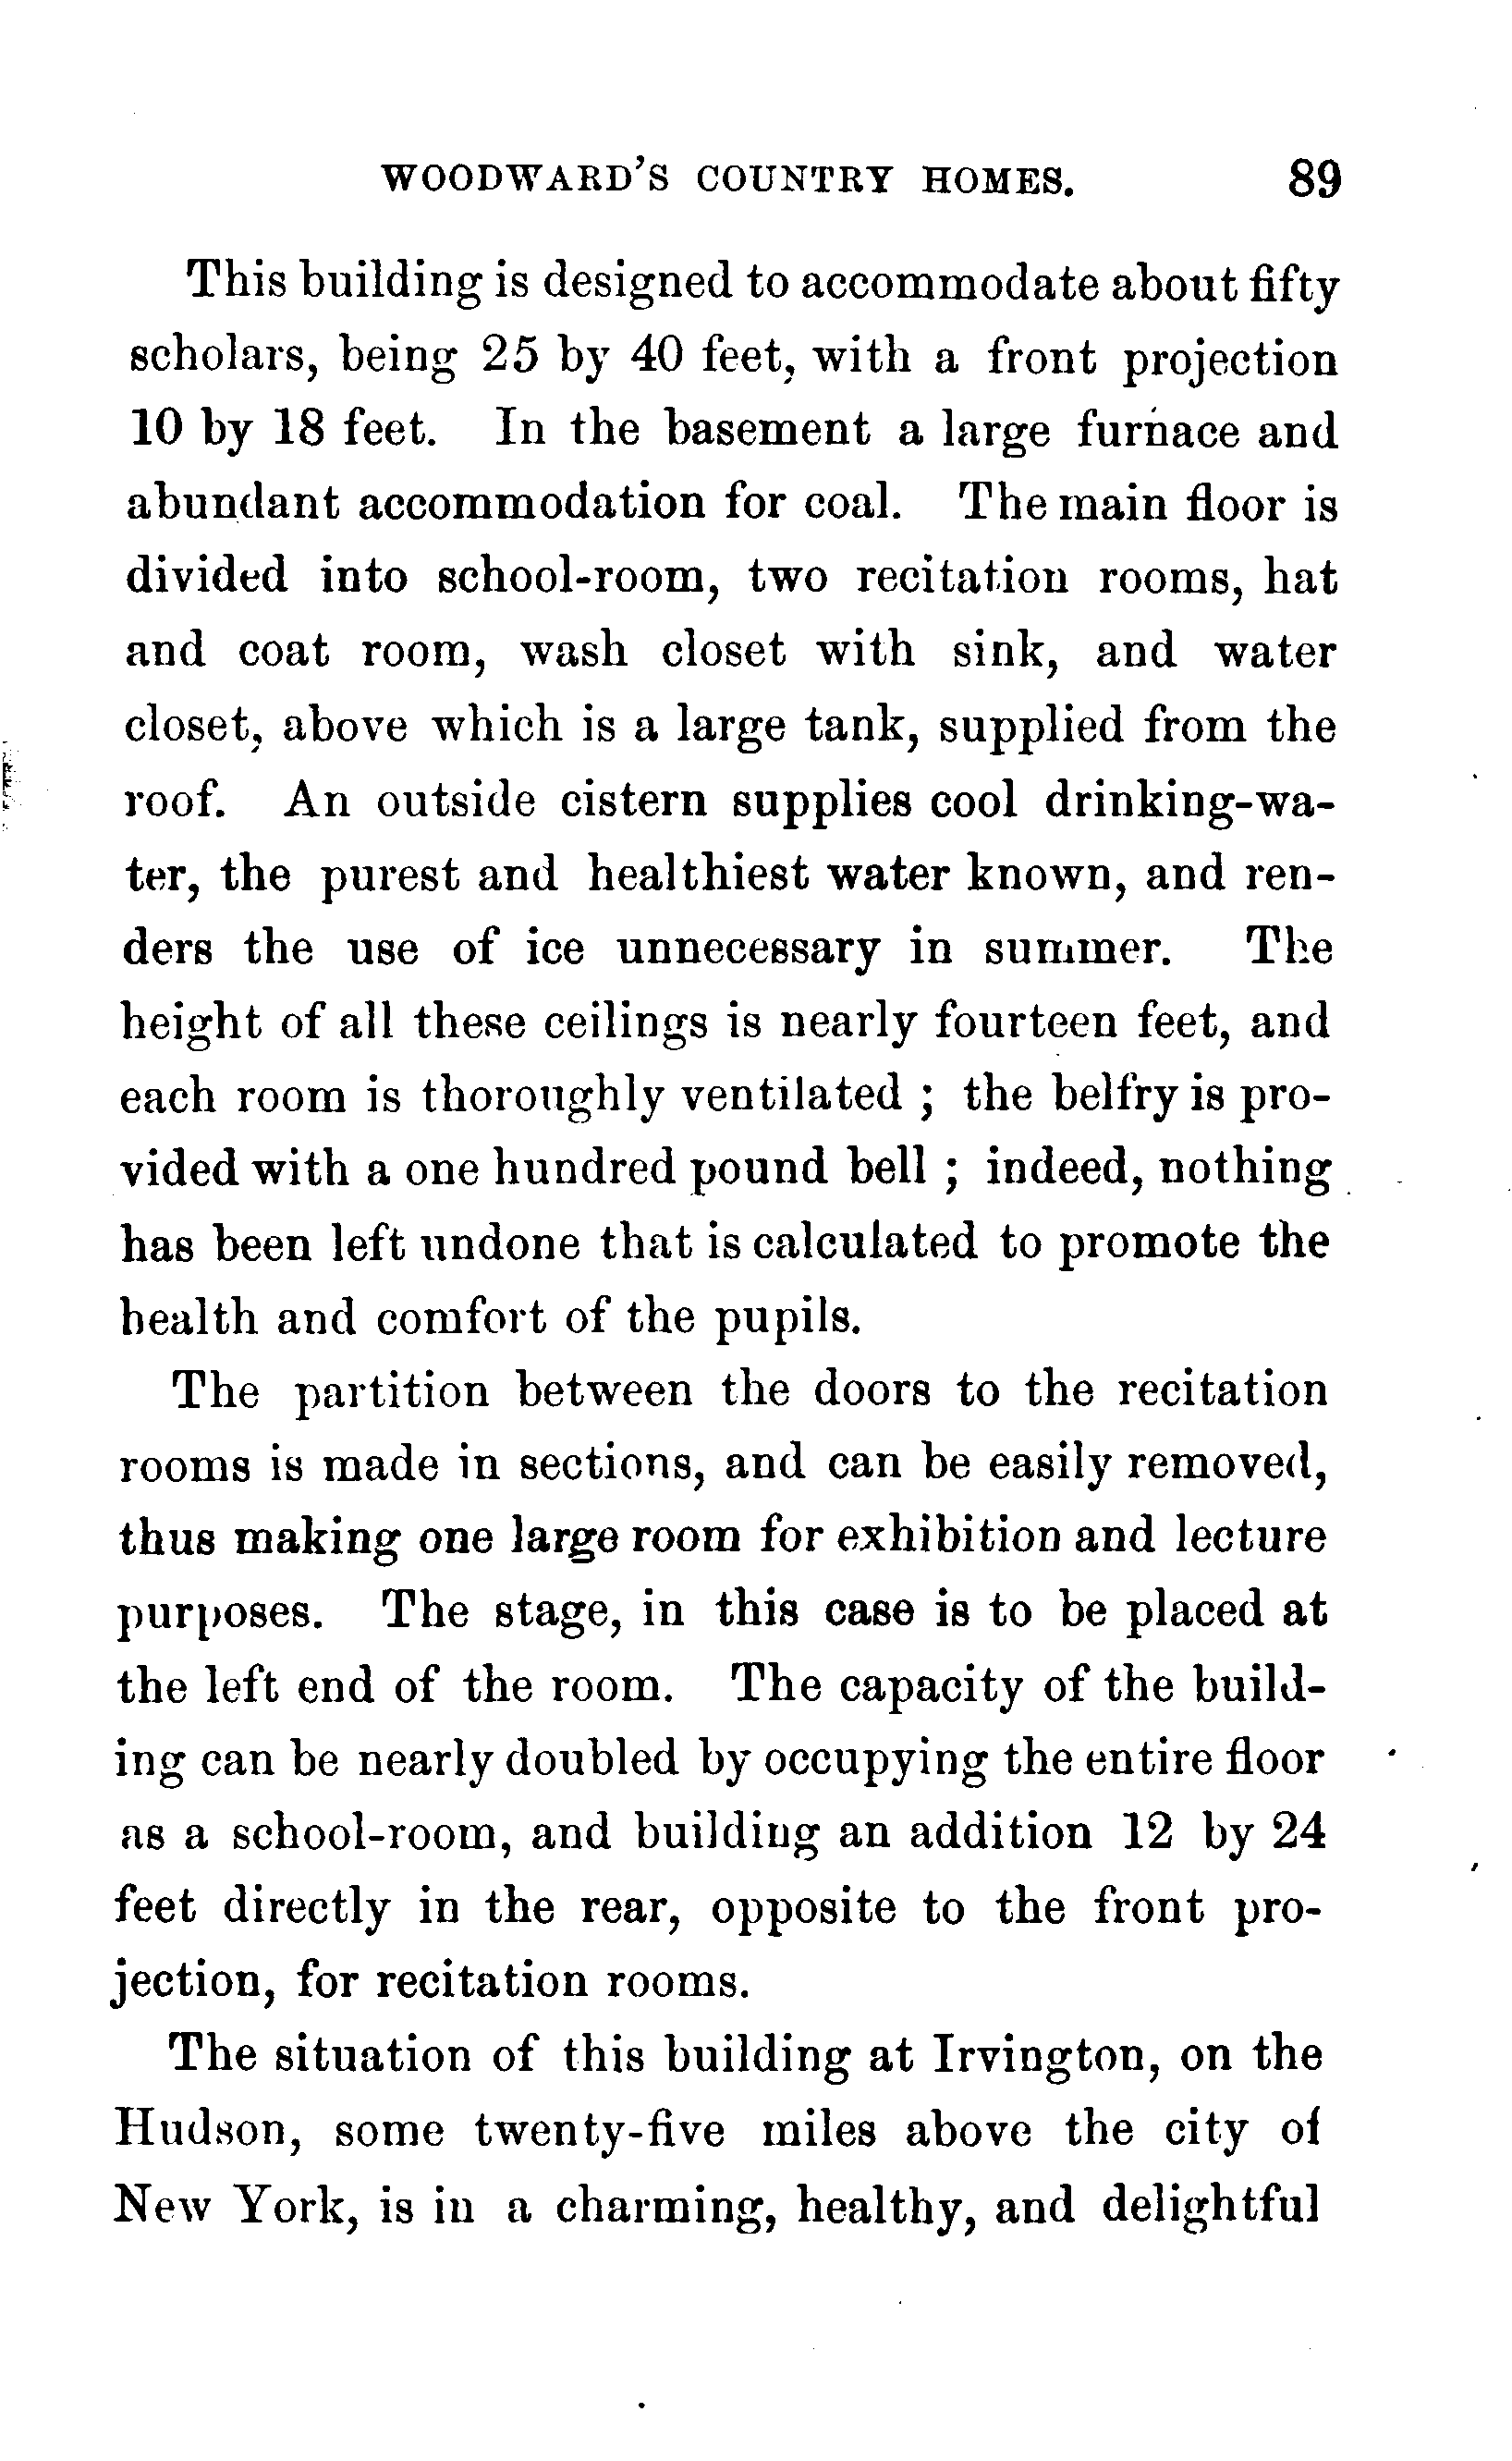 WOODWARD'S COUNTRY HOMES. 89
This building is designed to accommodate about fifty
scholars, being 25 by 40 feet, with a front projection
10 by 18 feet. In the basement a large furnace and
abundant accommodation for coal. The main floor is
divided into school-room, two recitation rooms, hat
and coat room, wash closet with sink, and water
closet, above which is a large tank, supplied from the
roof. An outside cistern supplies cool drinking-wa-
ter, the purest and healthiest water known, and ren-
ders the use of ice unnecessary in summer. The
height of all these ceilings is nearly fourteen feet, and
each room is thoroughly ventilated ; the belfry is pro-
vided with a one hundred pound bell ; indeed, nothing
has been left undone that is calculated to promote the
health and comfort of the pupils.
The partition between the doors to the recitation
rooms is made in sections, and can be easily removed,
thus making one large room for exhibition and lecture
purposes. The stage, in this case is to be placed at
the left end of the room. The capacity of the build-
ing can be nearly doubled by occupying the entire floor
as a school-room, and building an addition 12 by 24
feet directly in the rear, opposite to the front pro-
jection, for recitation rooms.
The situation of this building at Irvington, on the
Hudson, some twenty-five miles above the city of
New York, is in a charming, healthy, and delightful